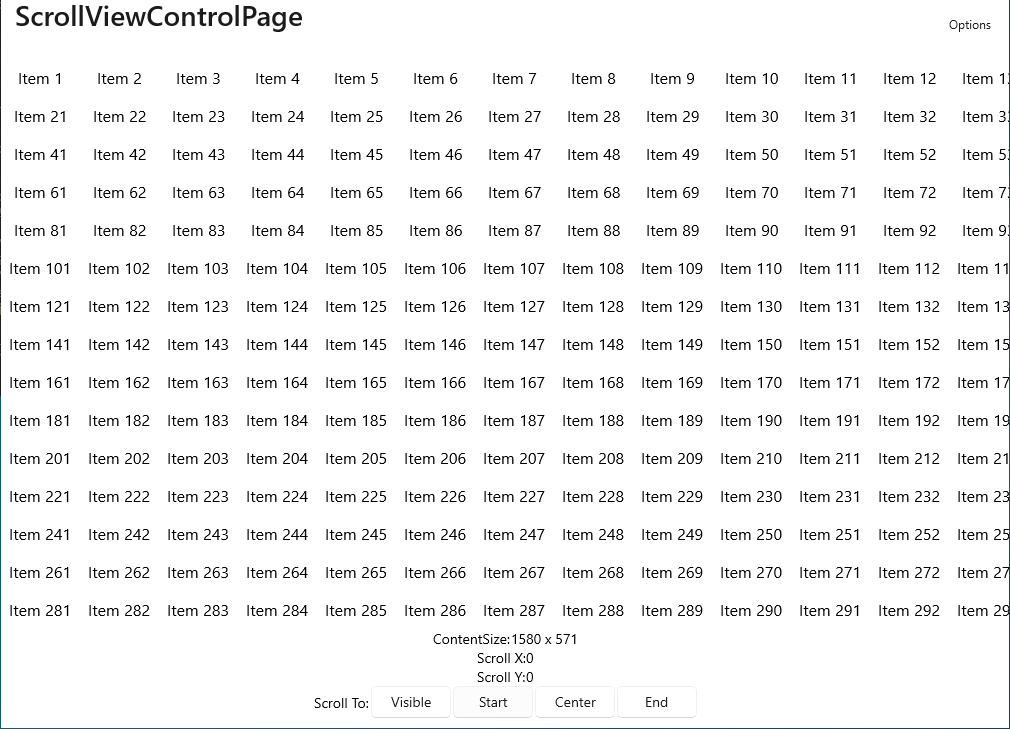 ScrollViewControlPage
Options
Item 1 Item 2 Item 3 Item 4 Item 5 Item 6 Item 7 Item 8 Item 9 Item 10 Item 11 Item 12 Item
Item 21 Item 22 Item 23 Item 24 Item 25 Item 26 Item 27 Item 28 Item 29 Item 30 Item 31 Item 32 Item
Item 41 Item 42 Item 43 Item 44 Item 45 Item 46 Item 47 Item 48 Item 49 Item 50 Item 51 Item 52 Item
Item 61 Item 62 Item 63 Item 64 Item 65 Item 66 Item 67 Item 68 Item 69 Item 70 Item 71 Item 72 Item
Item 81 Item 82 Item 83 Item 84 Item 85 Item 86 Item 87 Item 88 Item 89 Item 90 Item 91 Item 92 Item
Item 101 Item 102 Item 103 Item 104 Item 105 Item 106 Item 107 Item 108 Item 109 Item 110 Item 111 Item 112 Item 11
Item 121 Item 122 Item 123 Item 124 Item 125 Item 126 Item 127 Item 128 Item 129 Item 130 Item 131 Item 132 Item 13
Item 141 Item 142 Item 143 Item 144 Item 145 Item 146 Item 147 Item 148 Item 149 Item 150 Item 151 Item 152 Item 15
Item 161 Item 162 Item 163 Item 164 Item 165 Item 166 Item 167 Item 168 Item 169 Item 170 Item 171 Item 172 Item 17
Item 181 Item 182 Item 183 Item 184 Item 185 Item 186 Item 187 Item 188 Item 189 Item 190 Item 191 Item 192 Item 19
Item 201 Item 202 Item 203 Item 204 Item 205 Item 206 Item 207 Item 208 Item 209 Item 210 Item 211 Item 212 Item 21
Item 221 Item 222 Item 223 Item 224 Item 225 Item 226 Item 227 Item 228 Item 229 Item 230 Item 231 Item 232 Item 23
Item 241 Item 242 Item 243 Item 244 Item 245 Item 246 Item 247 Item 248 Item 249 Item 250 Item 251 Item 252 Item 25
Item 261 Item 262 Item 263 Item 264 Item 265 Item 266 Item 267 Item 268 Item 269 Item 270 Item 271 Item 272 Item 27
Item 281 Item 282 Item 283 Item 284 Item 285 Item 286 Item 287 Item 288 Item 289 Item 290 Item 291 Item 292 Item 29
ContentSize:1580 x 571
Scroll X:0
Scroll Y:0
Scroll To: Visible Start Center End